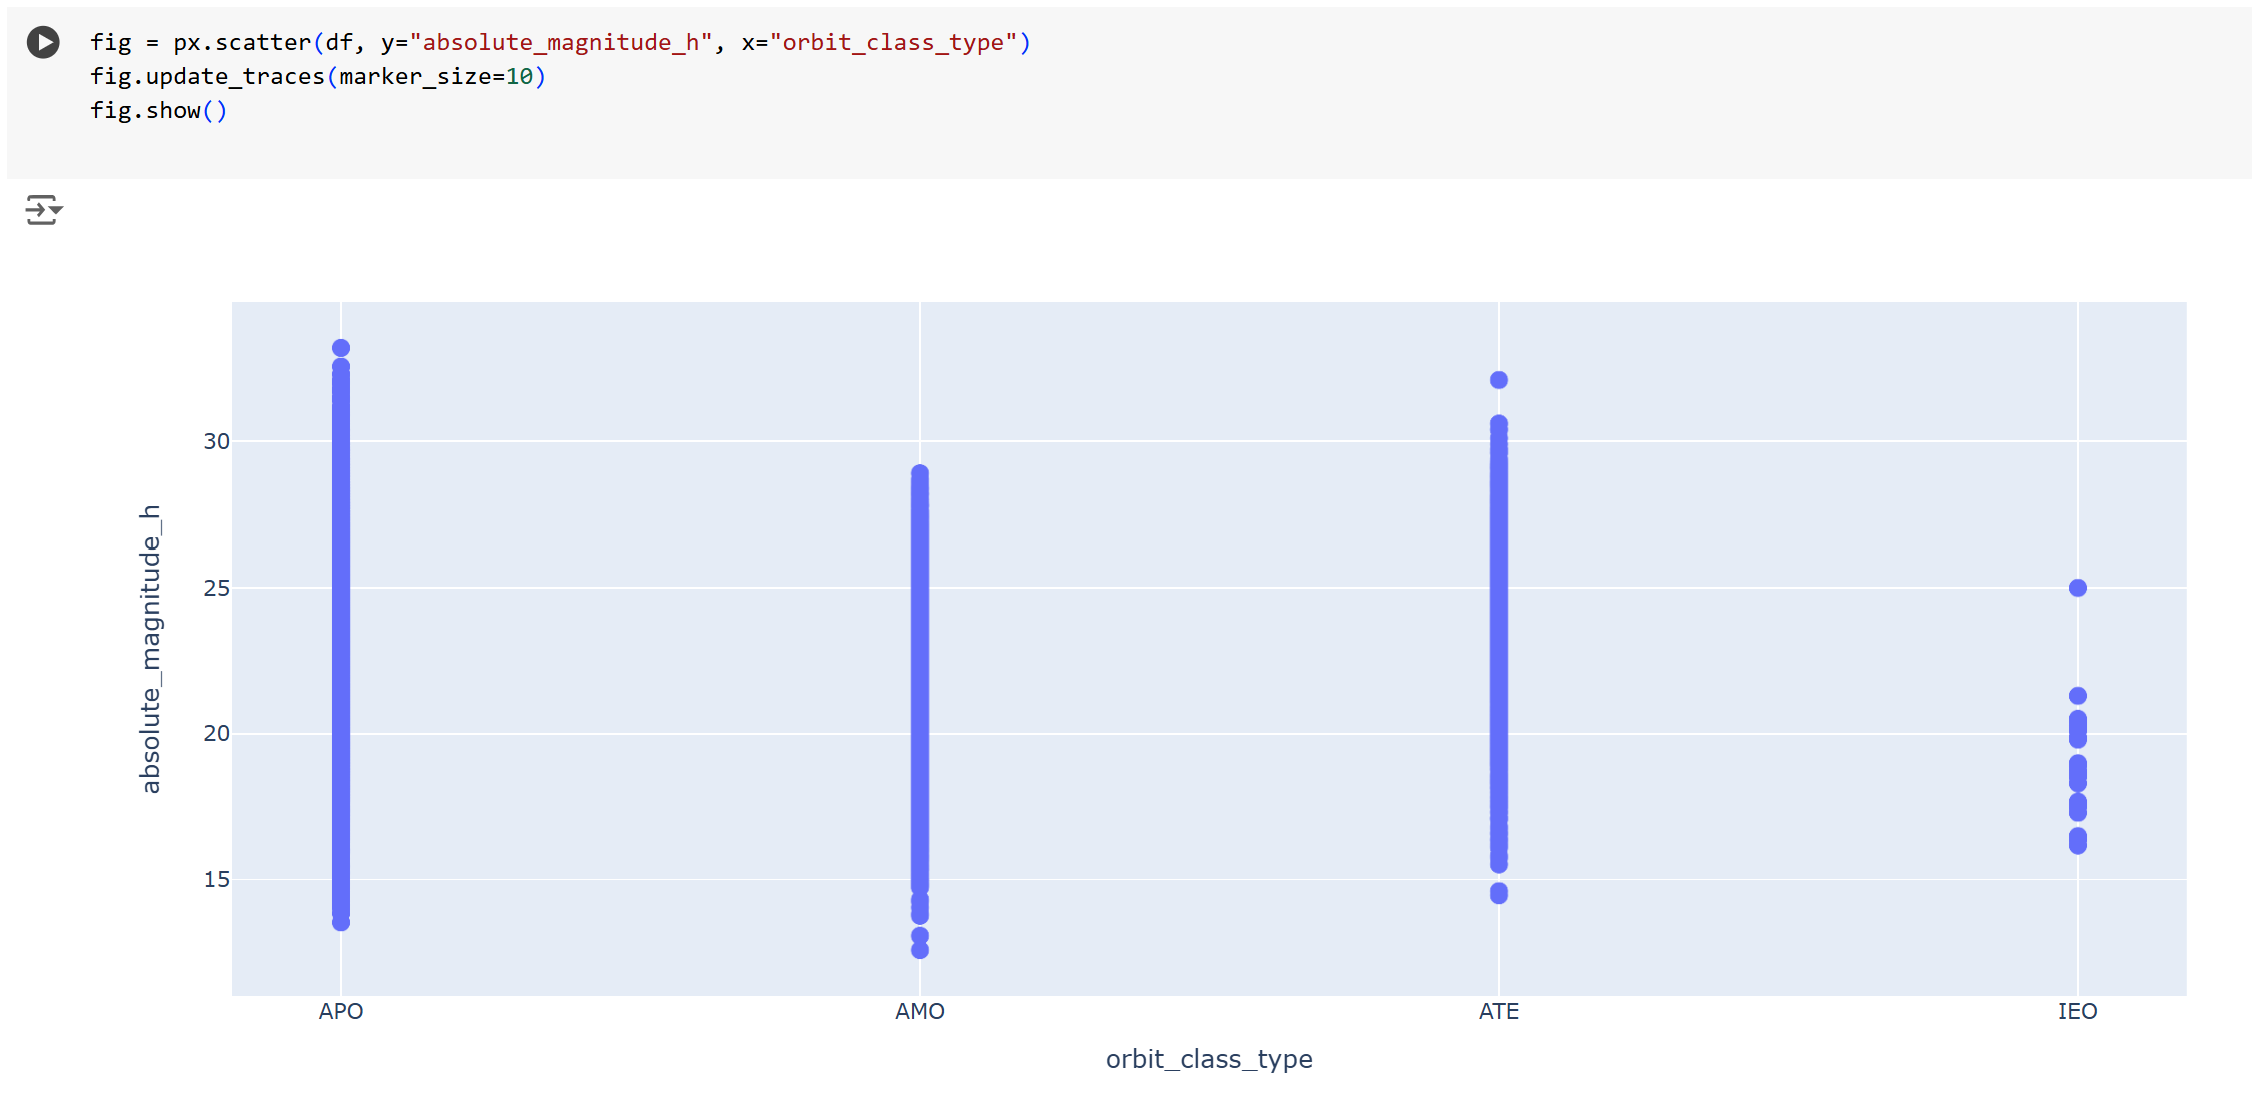 fig = px.scatter(df, y="absolute_magnitude_h", x="orbit_class_type")
fig.update_traces(marker_size=10)
fig.show()
30
25
20
15
absolute_magnitude_h
APO
AMO
ATE
IEO
orbit_class_type